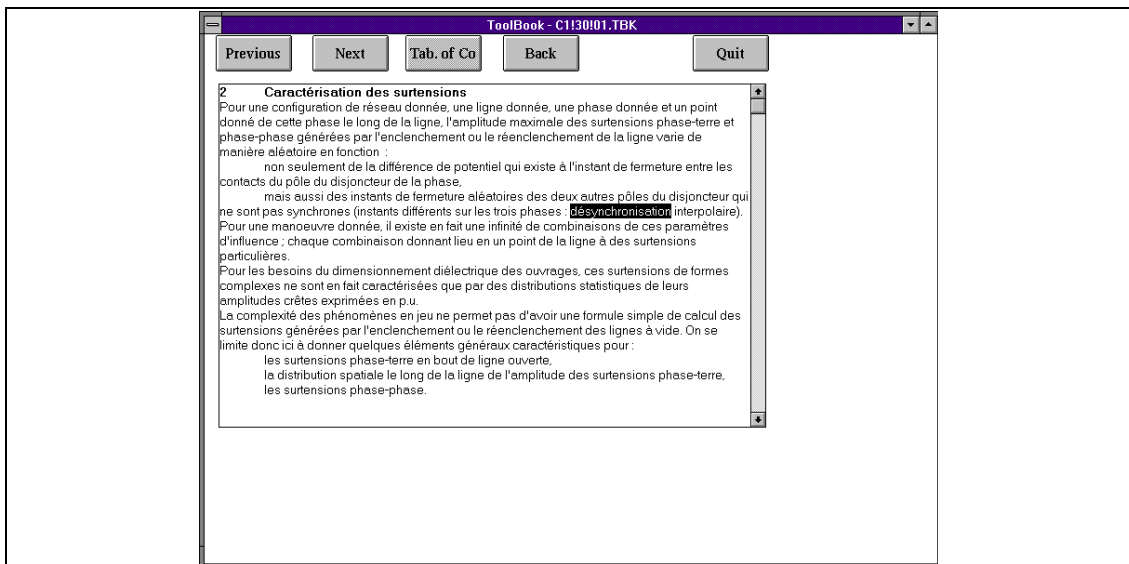 ToolBook - C1!30!01.TBK
Previous Next Tab. of Co Back Quit
2 Caractérisation des surtensions
Pour une configuration de réseau donnée, une ligne donnée, une phase donnée et un point
donné de cette phase le long de la ligne, l'amplitude maximale des surtensions phase-terre et
phase-phase générées par l'enclenchement ou le réenclenchement de la ligne varie de
manière aléatoire en fonction :
non seulement de la différence de potentiel qui existe à l'instant de fermeture entre les
contacts du pôle du disjoncteur de la phase,
mais aussi des instants de fermeture aléatoires des deux autres pôles du disjoncteur qui
ne sont pas synchrones (instants différents sur les trois phases : désynchronisation interpolaire).
Pour une manoeuvre donnée, il existe en fait une infinité de combinaisons de ces paramètres
d'influence ; chaque combinaison donnant lieu en un point de la ligne à des surtensions
particulières.
Pour les besoins du dimensionnement diélectrique des ouvrages, ces surtensions de formes
complexes ne sont en fait caractérisées que par des distributions statistiques de leurs
amplitudes crêtes exprimées en p.u.
La complexité des phénomènes en jeu ne permet pas d'avoir une formule simple de calcul des
surtensions générées par l'enclenchement ou le réenclenchement des lignes à vide. On se
limite donc ici à donner quelques éléments généraux caractéristiques pour :
les surtensions phase-terre en bout de ligne ouverte,
la distribution spatiale le long de la ligne de l'amplitude des surtensions phase-terre,
les surtensions phase-phase.